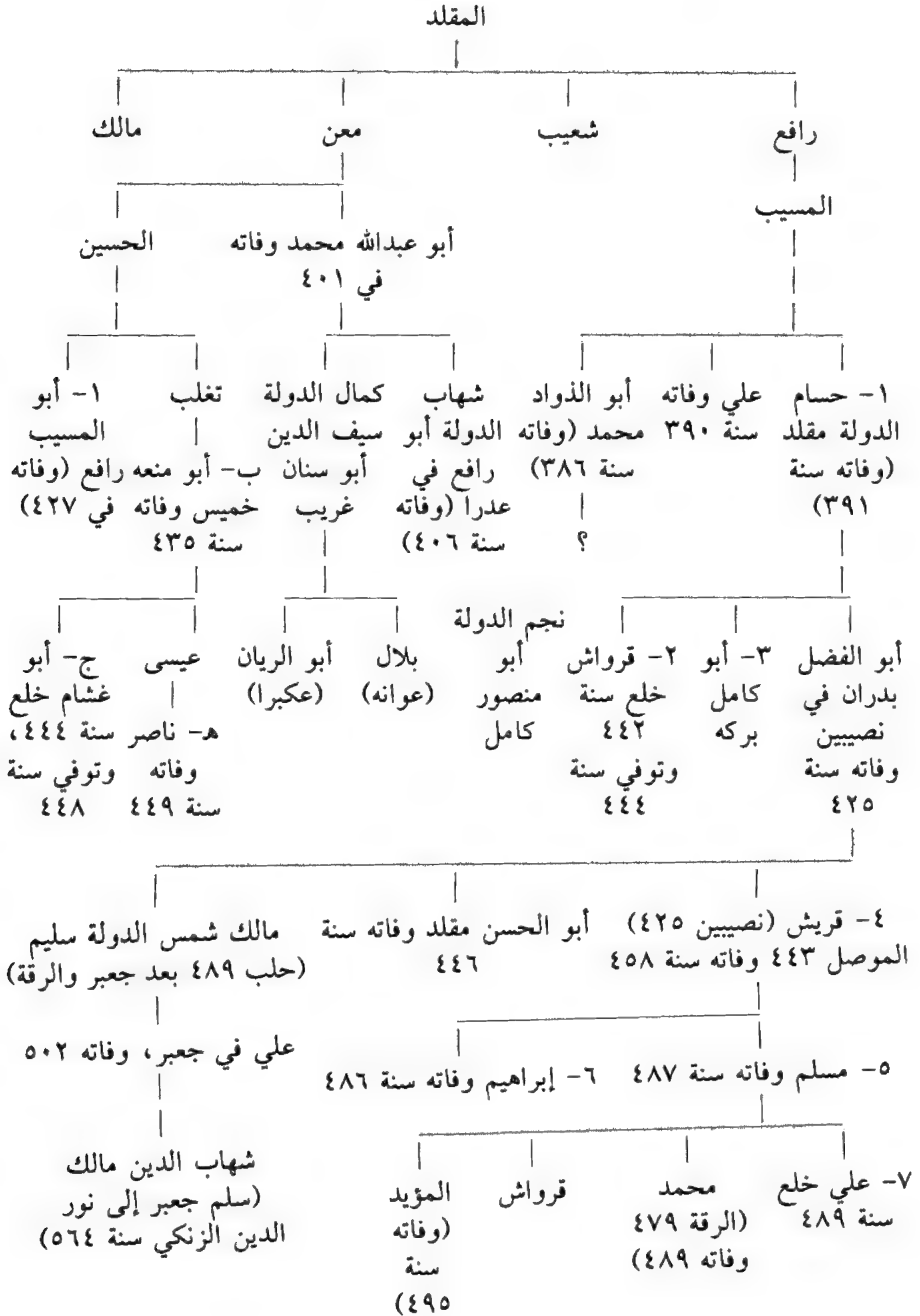 المقلد
رافع شعيب معن مالك
المسيب
أبو عبدالله محمد وفاته الحسين
في ٤٠١
١- حسام علي وفاته أبو الذواد شهاب كمال الدولة تغلب ١- أبو
الدولة مقلد سنة ٣٩٠ محمد (وفاته الدولة أبو سيف الدين المسيب
(وفاته سنة سنة ٣٨٦) رافع في أبو سنان ب- أبو منعه رافع (وفاته
٣٩١) عدرا (وفاته غريب خميس وفاته في ٤٢٧)
؟ سنة ٤٠٦) سنة ٤٣٥
نجم الدولة
أبو الفضل ٣- أبو ٢- قرواش أبو بلال أبو الريان عيسى ج- أبو
بدران في كامل خلع سنة منصور (عوانه) (عكبرا) غشام خلع
نصيبين بركه ٤٤٢ كامل هـ- ناصر سنة ٤٤٤،
وفاته سنة وتوفي سنة وفاته وتوفي سنة
٤٢٥ ٤٤٤ سنة ٤٤٩ ٤٤٨
٤- قريش (نصيبين ٤٢٥) أبو الحسن مقلد وفاته سنة مالك شمس الدولة سليم
الموصل ٤٤٣ وفاته سنة ٤٥٨ ٤٤٦ (حلب ٤٨٩ بعد جعبر والرقة)
علي في جعبر، وفاته ٥٠٢
٥- مسلم وفاته سنة ٤٨٧ ٦- إبراهيم وفاته سنة ٤٨٦
شهاب الدين مالك
(سلم جعبر إلى نور
الدين الزنكي سنة ٥٦٤)
٧- علي خلع محمد قرواش المؤيد
سنة ٤٨٩ (الرقة ٤٧٩ (وفاته
وفاته ٤٨٩) سنة
٤٩٥)